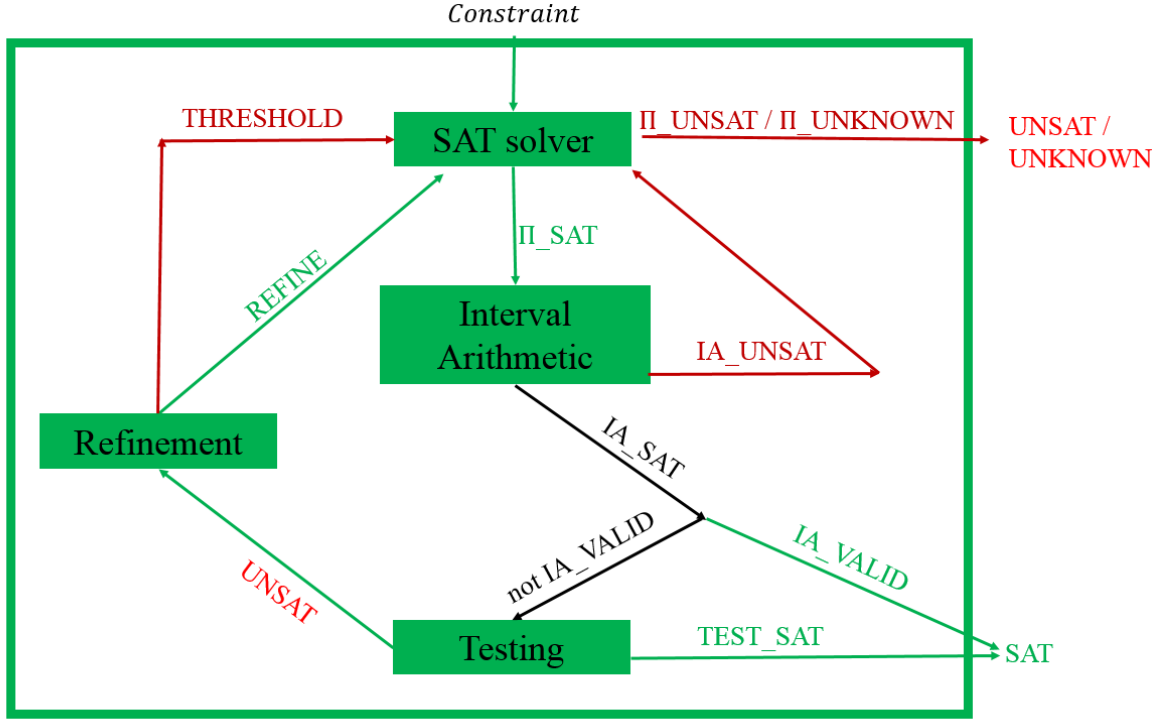 Constraint
THRESHOLD
SAT solver
Π_UNSAT / Π_UNKNOWN
UNSAT /
UNKNOWN
Π_SAT
REFINE
Interval
Arithmetic
IA_UNSAT
Refinement
IA_SAT
not IA_VALID
IA_VALID
UNSAT
Testing
TEST_SAT
SAT